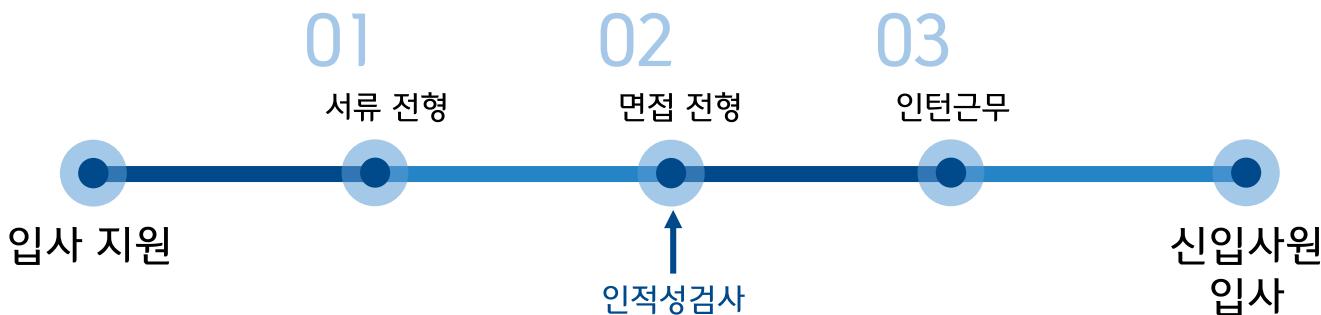 01
02
03
서류 전형
면접 전형
인턴근무
입사 지원
신입사원
입사
인적성검사